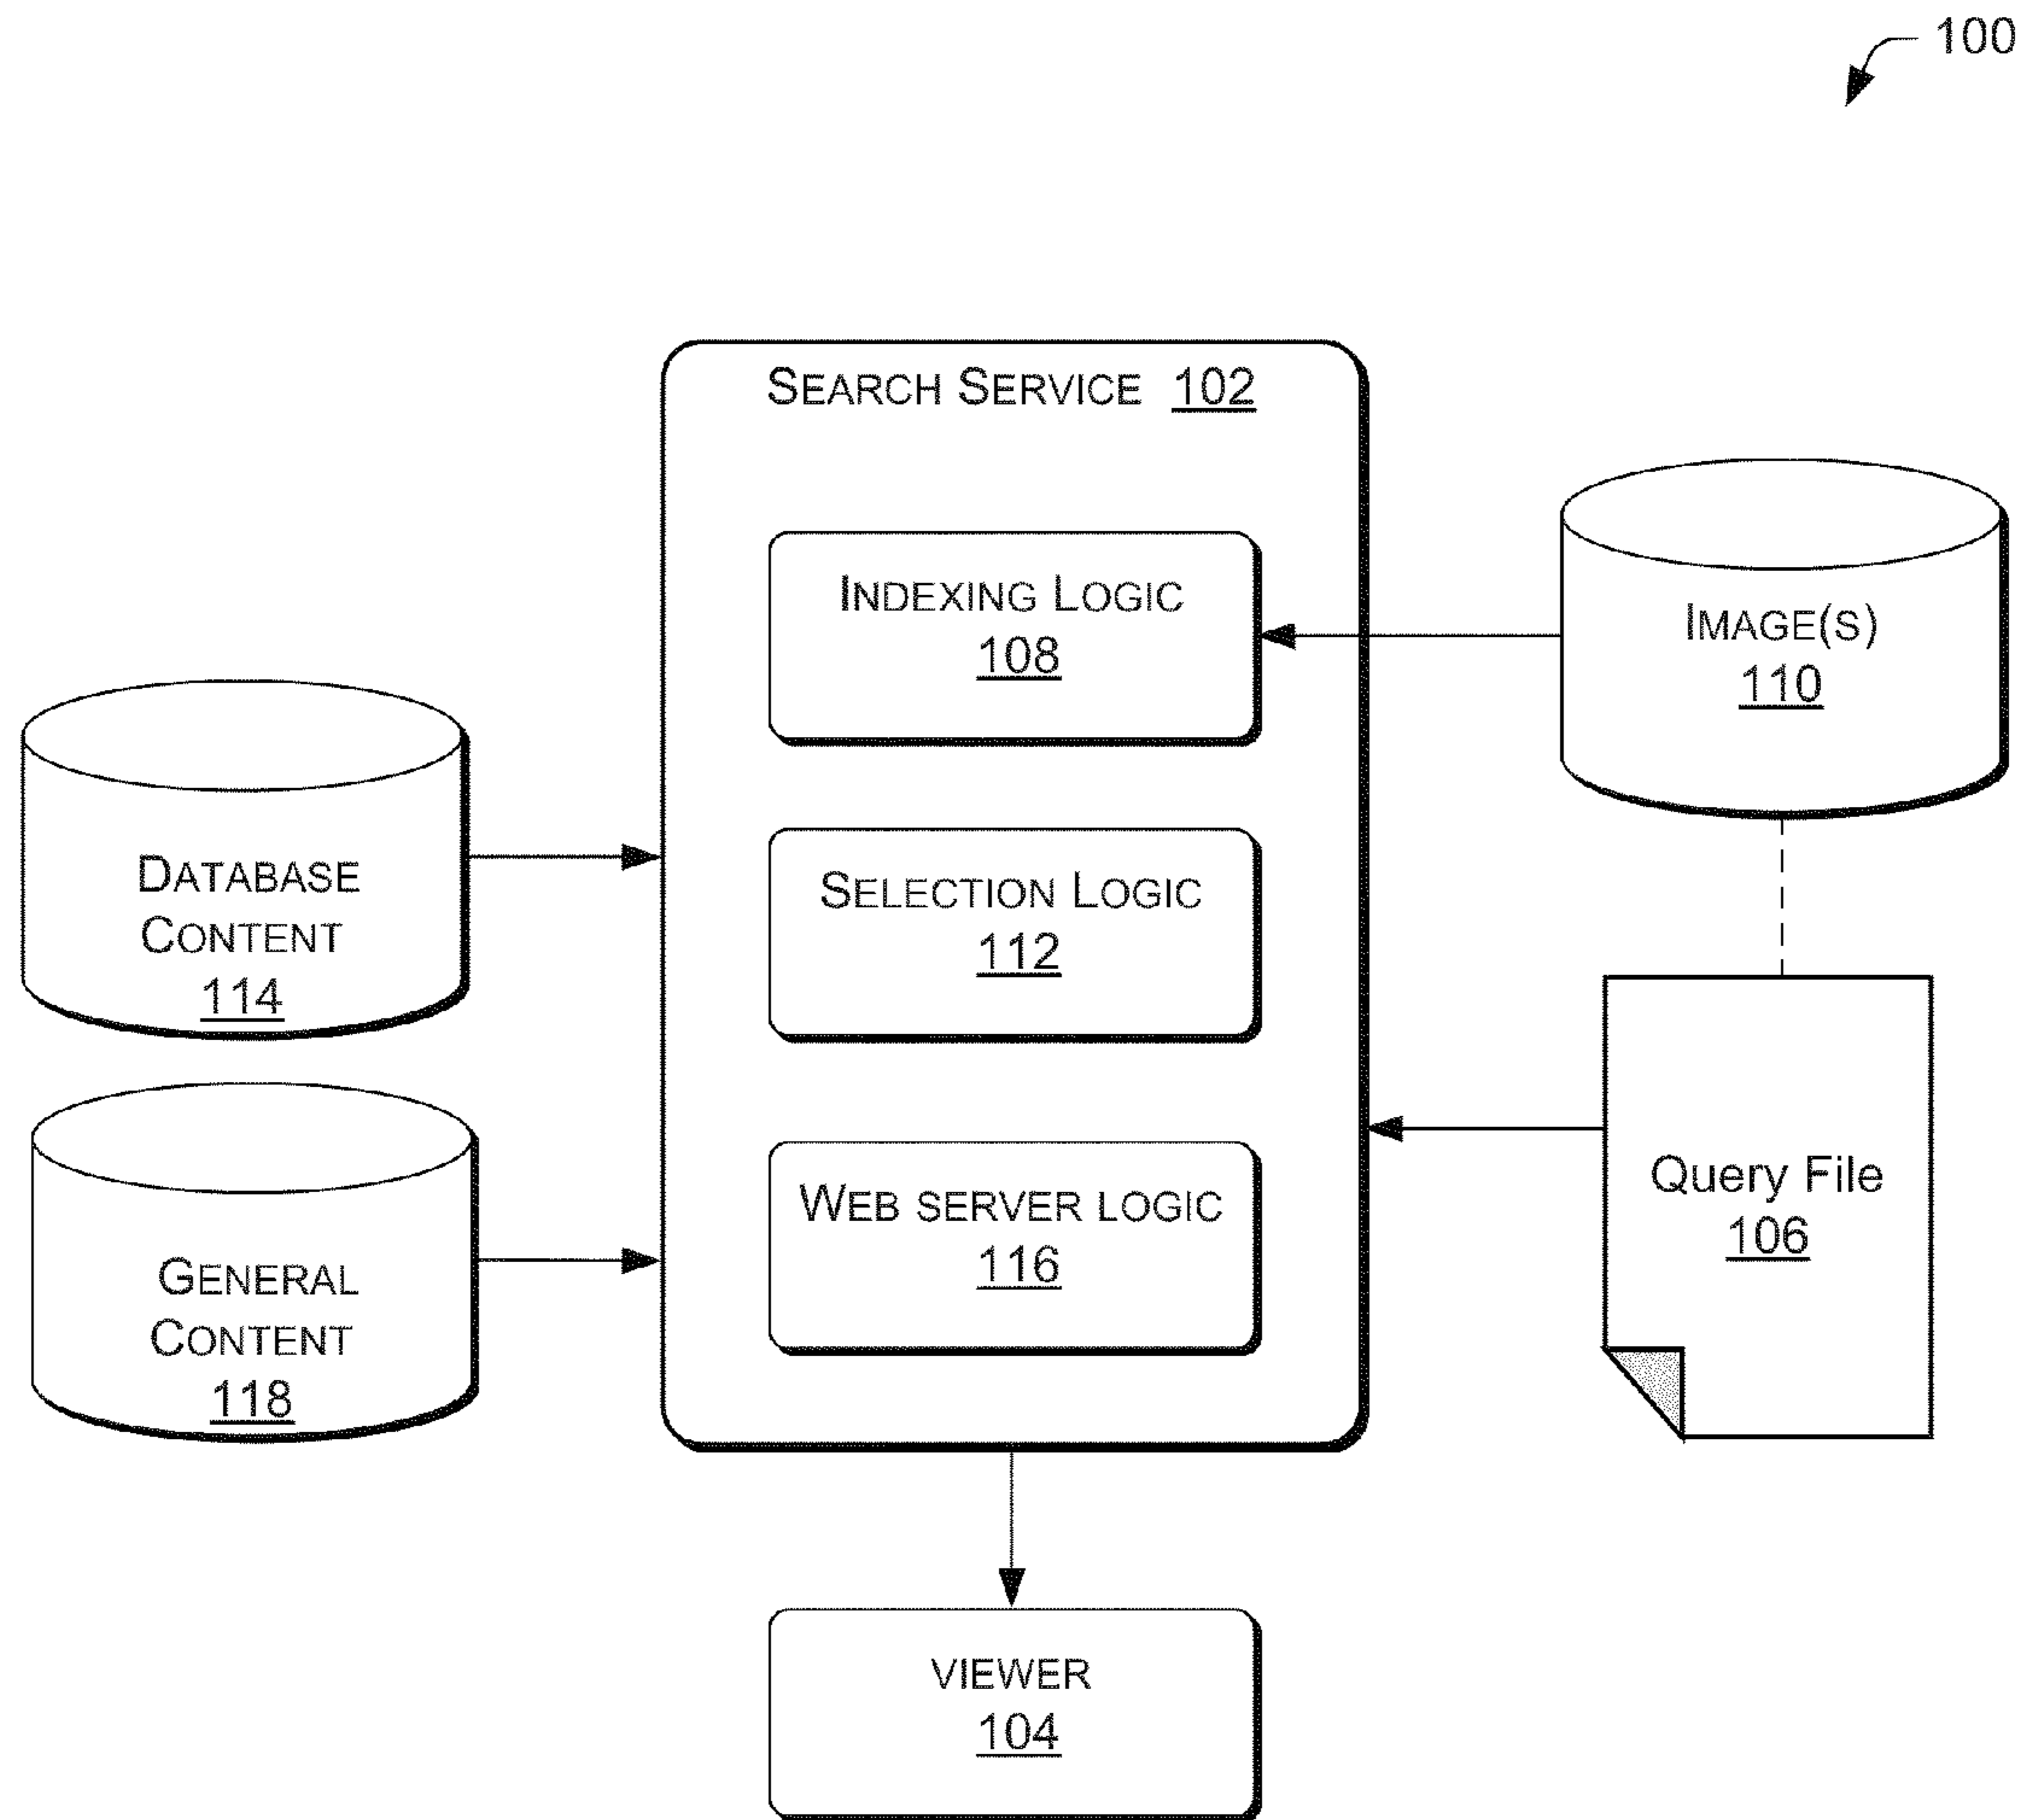 100
SEARCH SERVICE 102
INDEXING LOGIC
108
IMAGE(S)
110
DATABASE
CONTENT
114
SELECTION LOGIC
112
WEB SERVER LOGIC
116
Query File
106
GENERAL
CONTENT
118
VIEWER
104